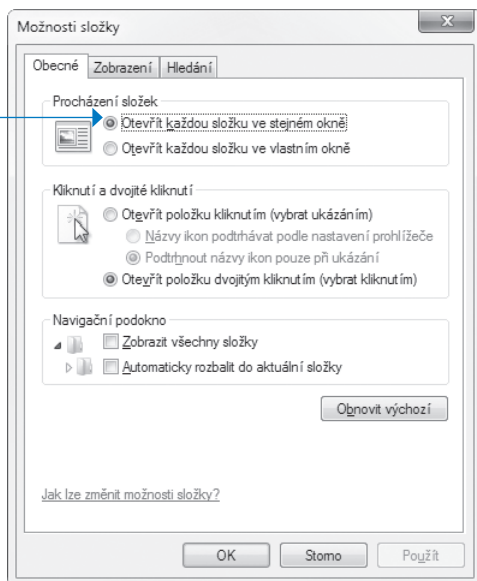 Možnosti složky
Obecné Zobrazení Hledání
Procházení složek
Otevřít každou složku ve stejném okně
Otevřít každou složku ve vlastním okně
Kliknutí a dvojité kliknutí
Otevřít položku kliknutím (vybrat ukázáním)
Názvy ikon podtrhávat podle nastavení prohlížeče
Podtrhnout názvy ikon pouze při ukázání
Otevřít položku dvojitým kliknutím (vybrat kliknutím)
Navigační podokno
Zobrazit všechny složky
Automaticky rozbalit do aktuální složky
Obnovit výchozí
Jak lze změnit možnosti složky?
OK Storno Použít